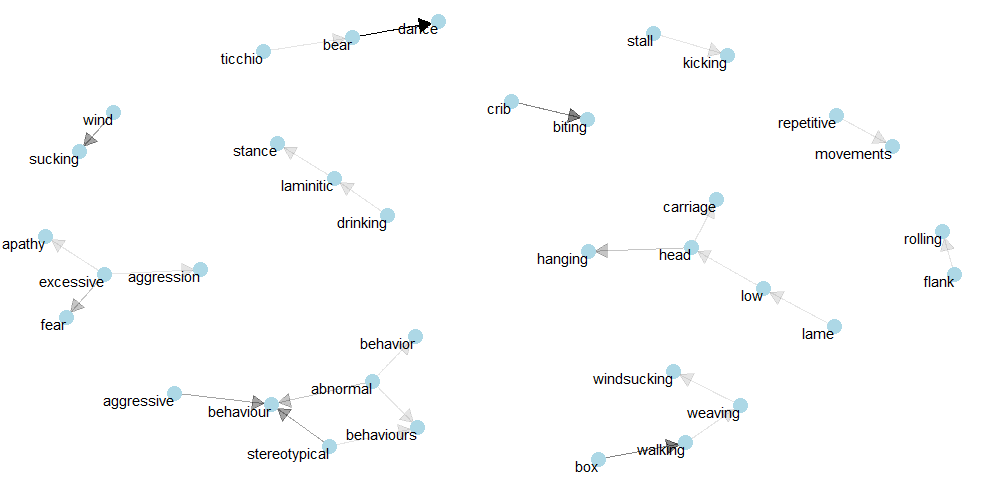 dance
stall
bear
ticchio
kicking
crib
wind
biting
repetitive
stance
movements
sucking
laminitic
carriage
drinking
rolling
apathy
head
hanging
excessive
aggression
flank
low
fear
lame
behavior
windsucking
abnormal
aggressive
behaviour
weaving
behaviours
walking
stereotypical
box